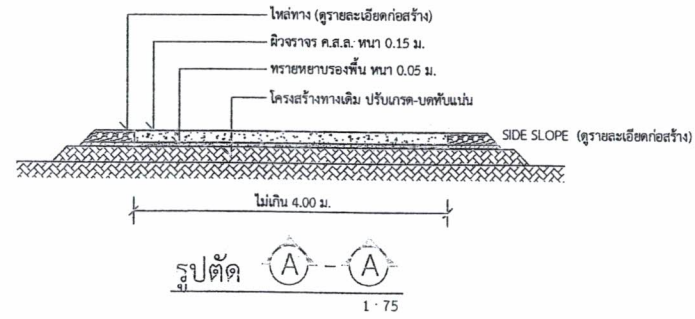 ไหล่ทาง (ดูรายละเอียดก่อสร้าง)
ผิวจราจร ค.ส.ล. หนา 0.15 ม.
ทรายหยาบรองพื้น หนา 0.05 ม.
โครงสร้างทางเดิม ปรับเกรด-บดทับแน่น
SIDE SLOPE (ดูรายละเอียดก่อสร้าง)
ไม่เกิน 4.00 ม.
รูปตัด A - A
1 : 75